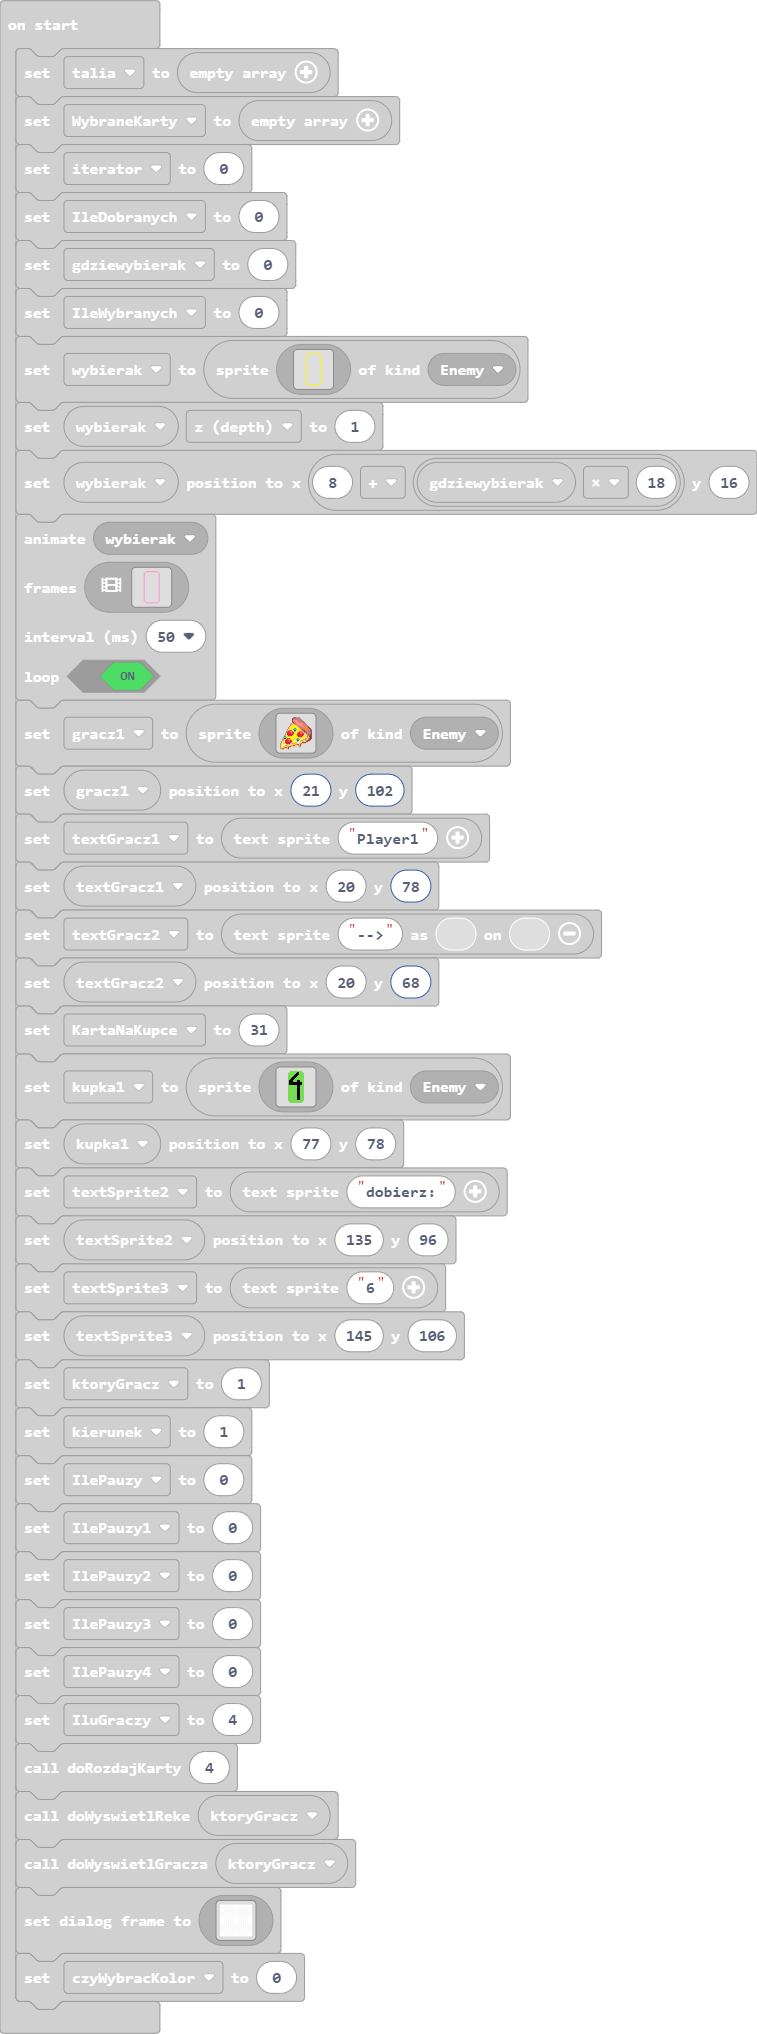 on start
set talia to empty array
set WybraneKarty to empty array
set iterator to 0
set IleDobranych to 0
set gdziewybierak to 0
set IleWybranych to 0
set wybierak to sprite of kind Enemy
set wybierak z (depth) to 1
set wybierak position to x 8 + gdziewybierak × 18 y 16
animate wybierak
frames
interval (ms) 50
loop ON
set gracz1 to sprite of kind Enemy
set gracz1 position to x 21 y 102
set textGracz1 to text sprite "Player1"
set textGracz1 position to x 20 y 78
set textGracz2 to text sprite "-->" as on
set textGracz2 position to x 20 y 68
set KartaNaKupce to 31
set kupka1 to sprite 4 of kind Enemy
set kupka1 position to x 77 y 78
set textSprite2 to text sprite "dobierz:"
set textSprite2 position to x 135 y 96
set textSprite3 to text sprite "6"
set textSprite3 position to x 145 y 106
set ktoryGracz to 1
set kierunek to 1
set IlePauzy to 0
set IlePauzy1 to 0
set IlePauzy2 to 0
set IlePauzy3 to 0
set IlePauzy4 to 0
set IluGraczy to 4
call doRozdajKarty 4
call doWyswietlReke ktoryGracz
call doWyswietlGracza ktoryGracz
set dialog frame to
set czyWybracKolor to 0